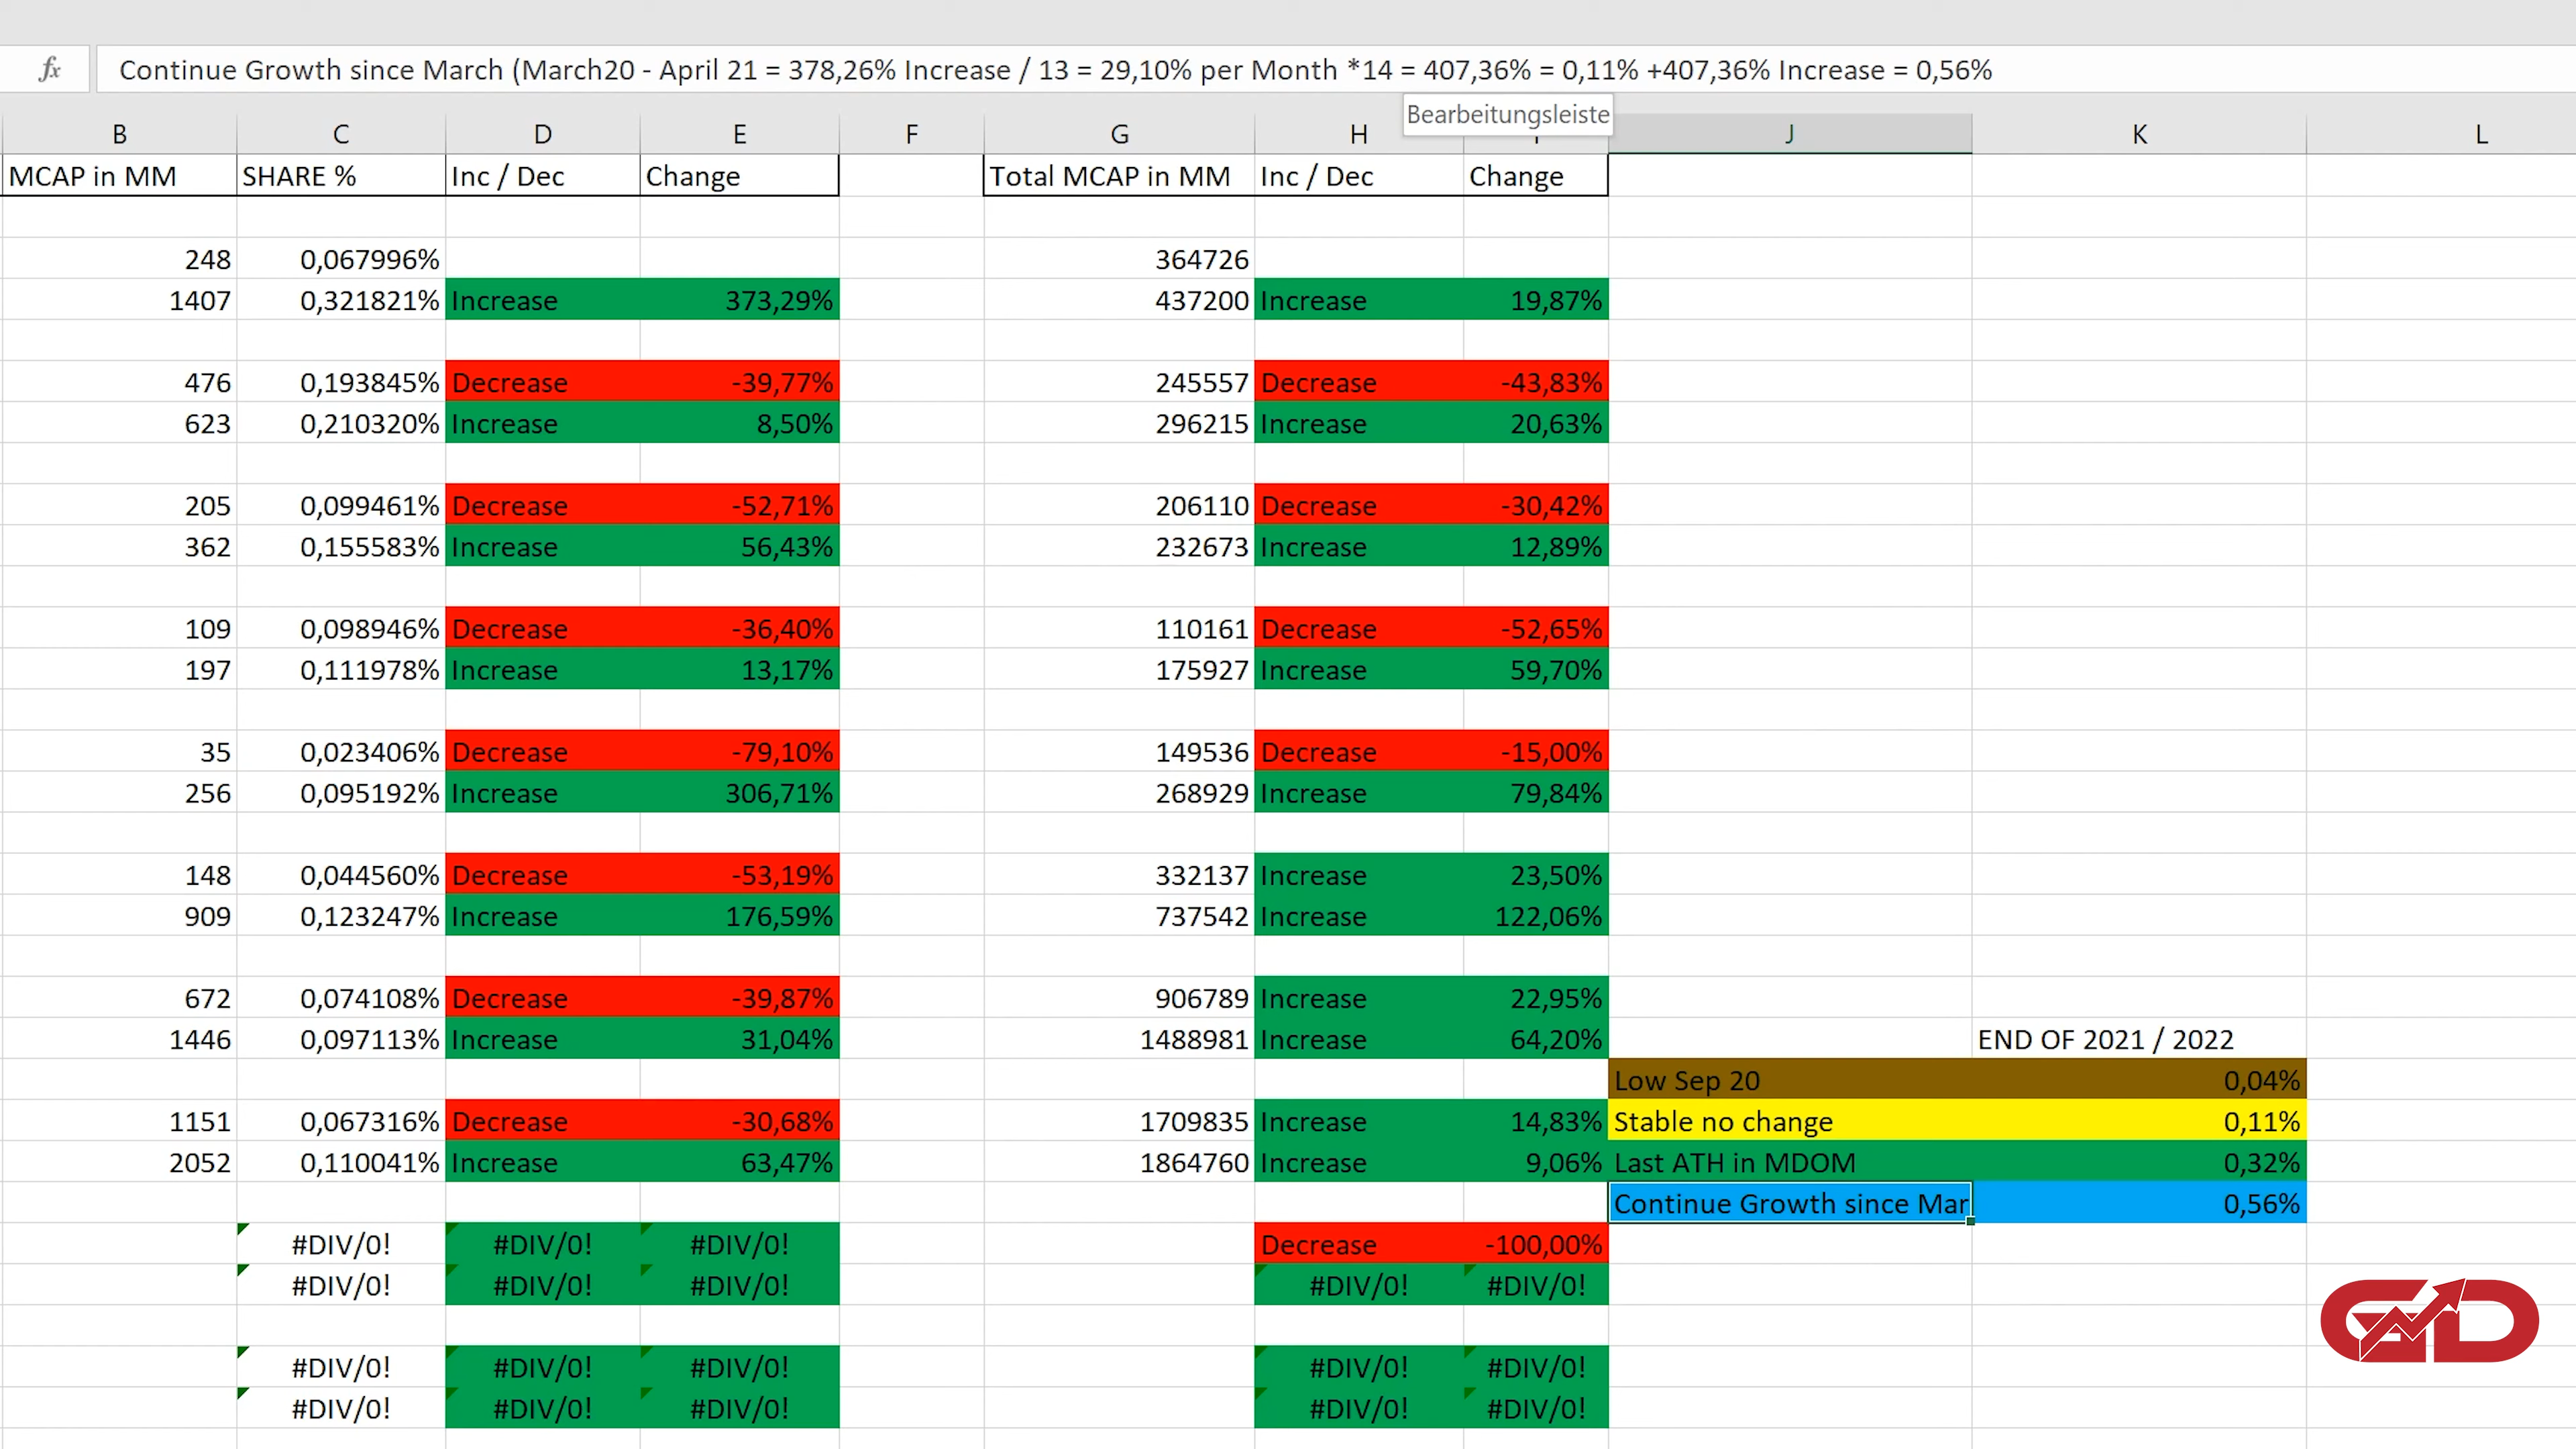 fx Continue Growth since March (March20 - April 21 = 378,26% Increase / 13 = 29,10% per Month *14 = 407,36% = 0,11% +407,36% Increase = 0,56%
Bearbeitungsleiste
B C D E F G H J K L
MCAP in MM SHARE % Inc / Dec Change Total MCAP in MM Inc / Dec Change
248 0,067996% 364726
1407 0,321821% Increase 373,29% 437200 Increase 19,87%
476 0,193845% Decrease -39,77% 245557 Decrease -43,83%
623 0,210320% Increase 8,50% 296215 Increase 20,63%
205 0,099461% Decrease -52,71% 206110 Decrease -30,42%
362 0,155583% Increase 56,43% 232673 Increase 12,89%
109 0,098946% Decrease -36,40% 110161 Decrease -52,65%
197 0,111978% Increase 13,17% 175927 Increase 59,70%
35 0,023406% Decrease -79,10% 149536 Decrease -15,00%
256 0,095192% Increase 306,71% 268929 Increase 79,84%
148 0,044560% Decrease -53,19% 332137 Increase 23,50%
909 0,123247% Increase 176,59% 737542 Increase 122,06%
672 0,074108% Decrease -39,87% 906789 Increase 22,95%
1446 0,097113% Increase 31,04% 1488981 Increase 64,20% END OF 2021 / 2022
Low Sep 20 0,04%
1151 0,067316% Decrease -30,68% 1709835 Increase 14,83% Stable no change 0,11%
2052 0,110041% Increase 63,47% 1864760 Increase 9,06% Last ATH in MDOM 0,32%
Continue Growth since Mar 0,56%
#DIV/0! #DIV/0! #DIV/0! Decrease -100,00%
#DIV/0! #DIV/0! #DIV/0! #DIV/0! #DIV/0!
#DIV/0! #DIV/0! #DIV/0! #DIV/0! #DIV/0!
#DIV/0! #DIV/0! #DIV/0! #DIV/0! #DIV/0!